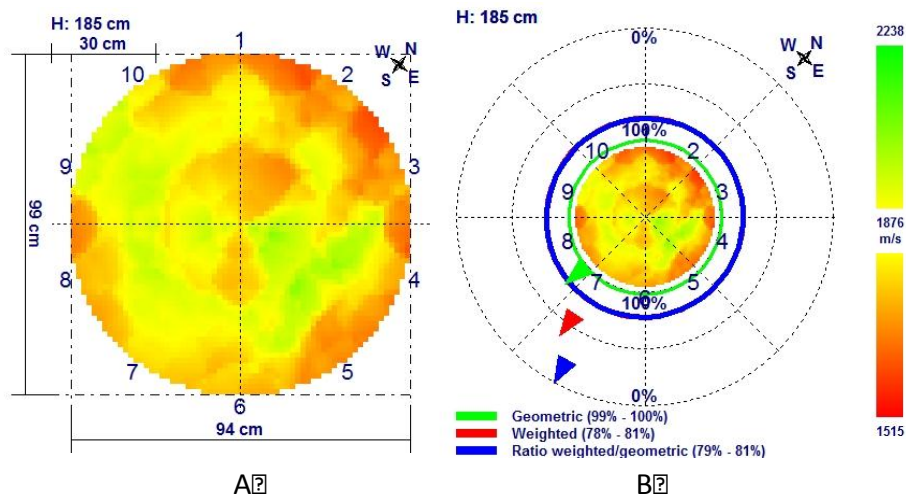 H: 185 cm
30 cm
W N
S E
1
2
3
4
5
6
7
8
9
10
99 cm
94 cm
A
H: 185 cm
0%
W N
S E
100%
2
3
4
5
6
7
8
9
10
100%
0%
Geometric (99% - 100%)
Weighted (78% - 81%)
Ratio weighted/geometric (79% - 81%)
2238
1876
m/s
1515
B